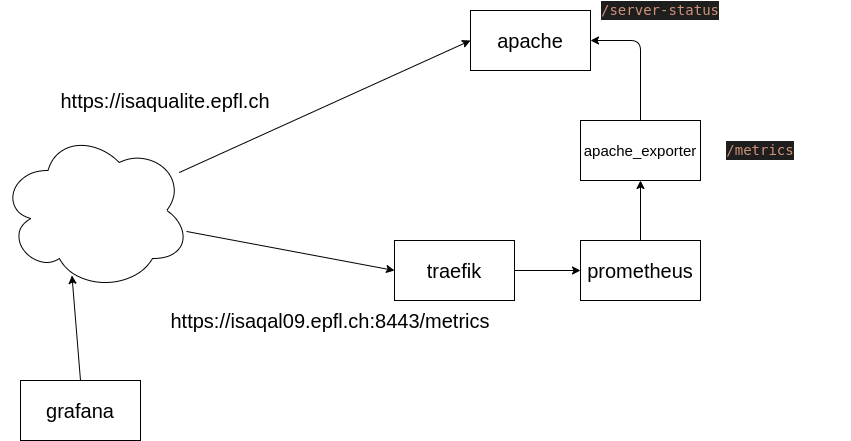 /server-status
apache
https://isaqualite.epfl.ch
apache_exporter
/metrics
traefik
prometheus
https://isaqal09.epfl.ch:8443/metrics
grafana